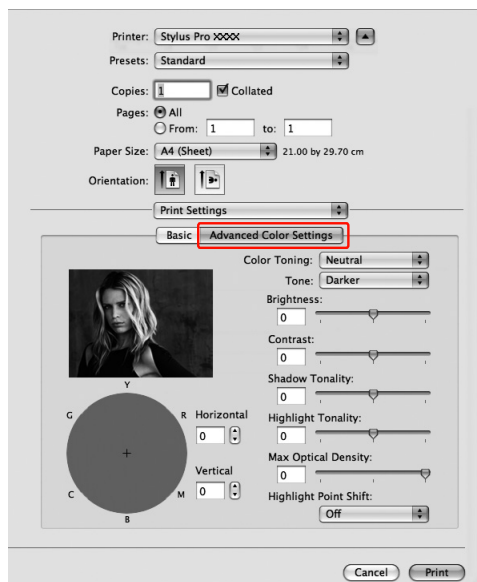 Printer: Stylus Pro XXXX
Presets: Standard
Copies: 1 Collated
Pages: All
From: 1 to: 1
Paper Size: A4 (Sheet) 21.00 by 29.70 cm
Orientation:
Print Settings
Basic Advanced Color Settings
Color Toning: Neutral
Tone: Darker
Brightness:
0
Contrast:
0
Shadow Tonality:
0
Highlight Tonality:
0
Max Optical Density:
0
Highlight Point Shift:
Off
Y
G R
C M
B
Horizontal
0
Vertical
0
Cancel Print